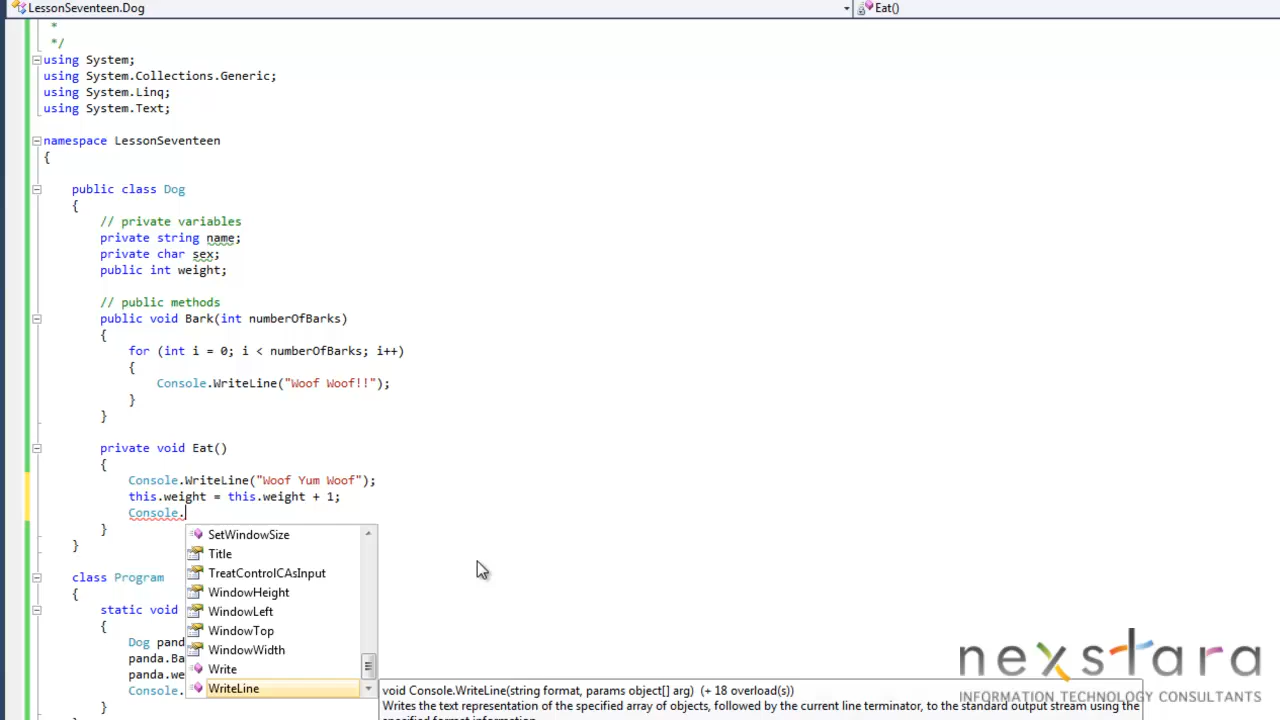 LessonSeventeen.Dog
Eat()
*
*/
using System;
using System.Collections.Generic;
using System.Linq;
using System.Text;
namespace LessonSeventeen
{
public class Dog
{
// private variables
private string name;
private char sex;
public int weight;
// public methods
public void Bark(int numberOfBarks)
{
for (int i = 0; i < numberOfBarks; i++)
{
Console.WriteLine("Woof Woof!!");
}
}
private void Eat()
{
Console.WriteLine("Woof Yum Woof");
this.weight = this.weight + 1;
Console.
}
}
SetWindowSize
Title
TreatControlCAsInput
WindowHeight
WindowLeft
WindowTop
WindowWidth
Write
WriteLine
class Program
{
static void
{
Dog pand
panda.Ba
panda.we
Console.
}
void Console.WriteLine(string format, params object[] arg) (+ 18 overload(s))
Writes the text representation of the specified array of objects, followed by the current line terminator, to the standard output stream using the
specified format information.
nexstara
INFORMATION TECHNOLOGY CONSULTANTS